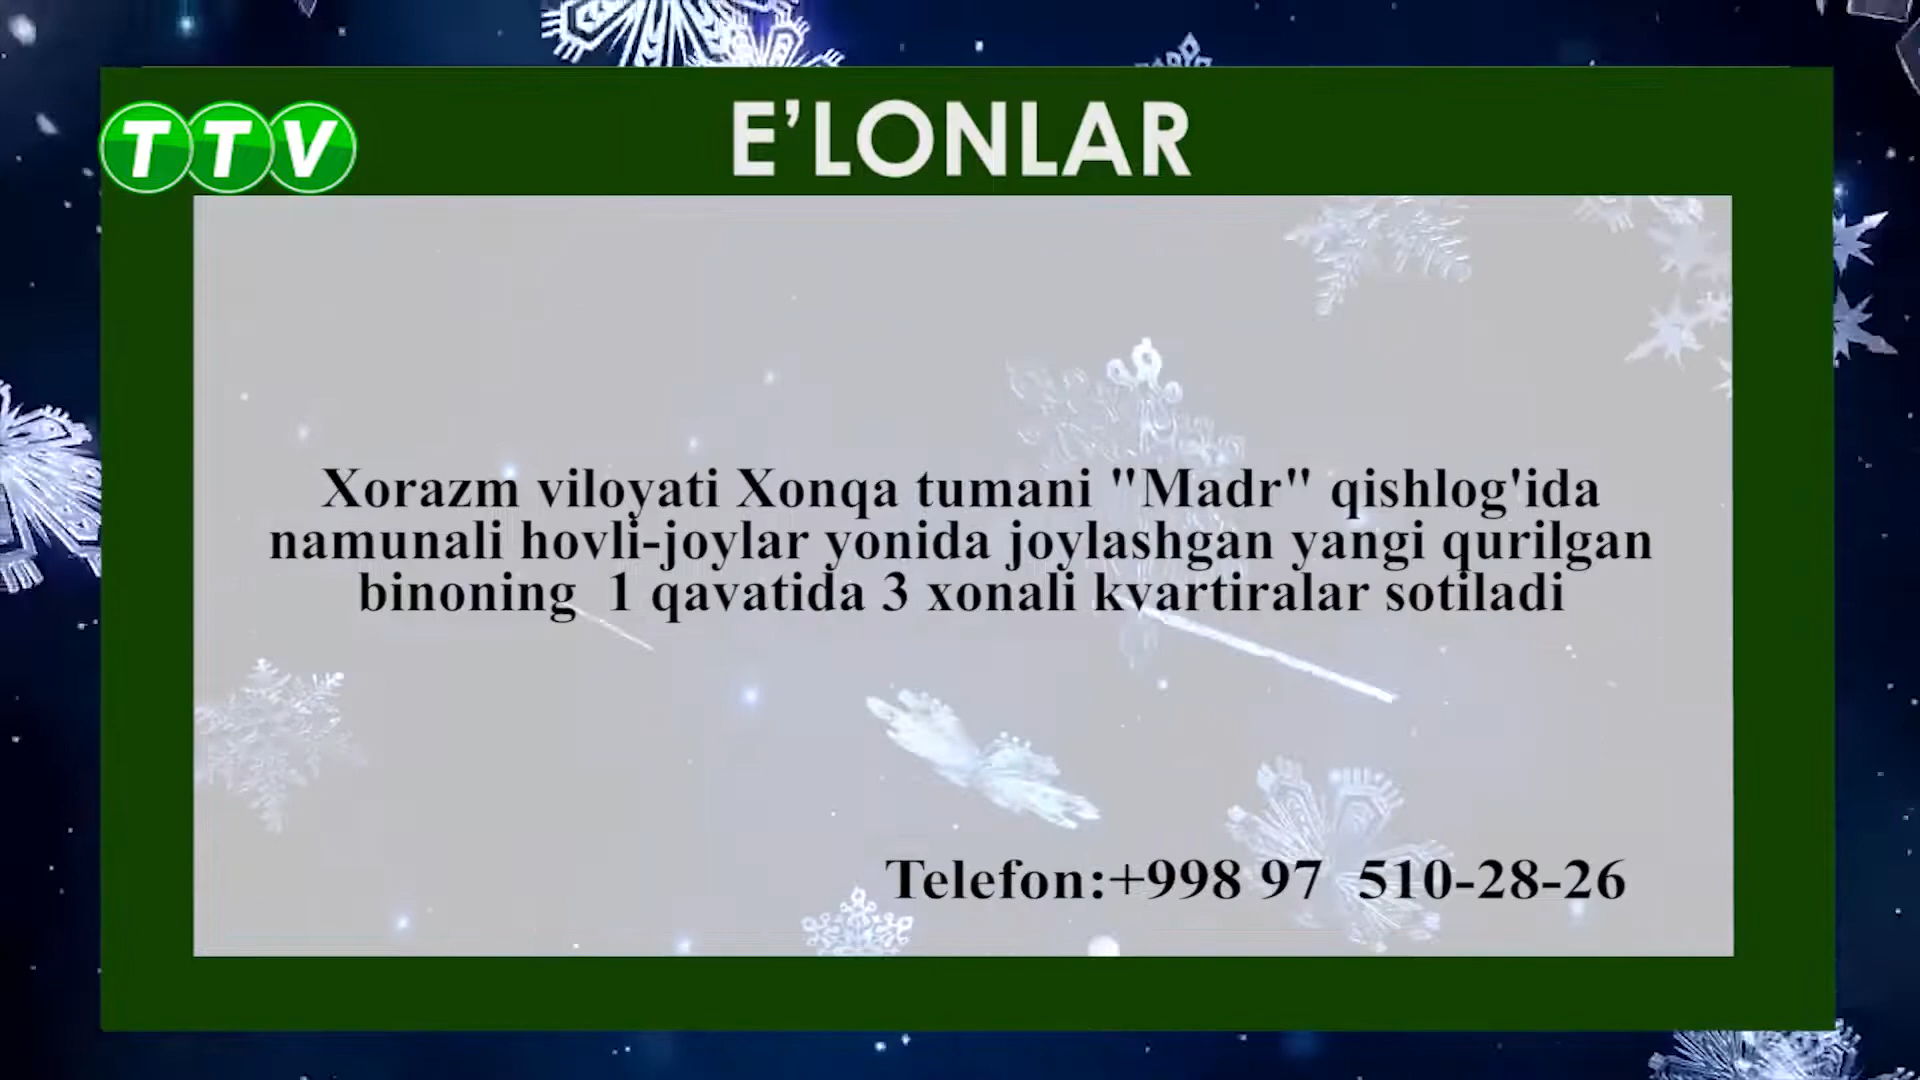 TTV
E’LONLAR
Xorazm viloyati Xonqa tumani "Madr" qishlog'ida
namunali hovli-joylar yonida joylashgan yangi qurilgan
binoning  1 qavatida 3 xonali kvartiralar sotiladi
Telefon:+998 97  510-28-26